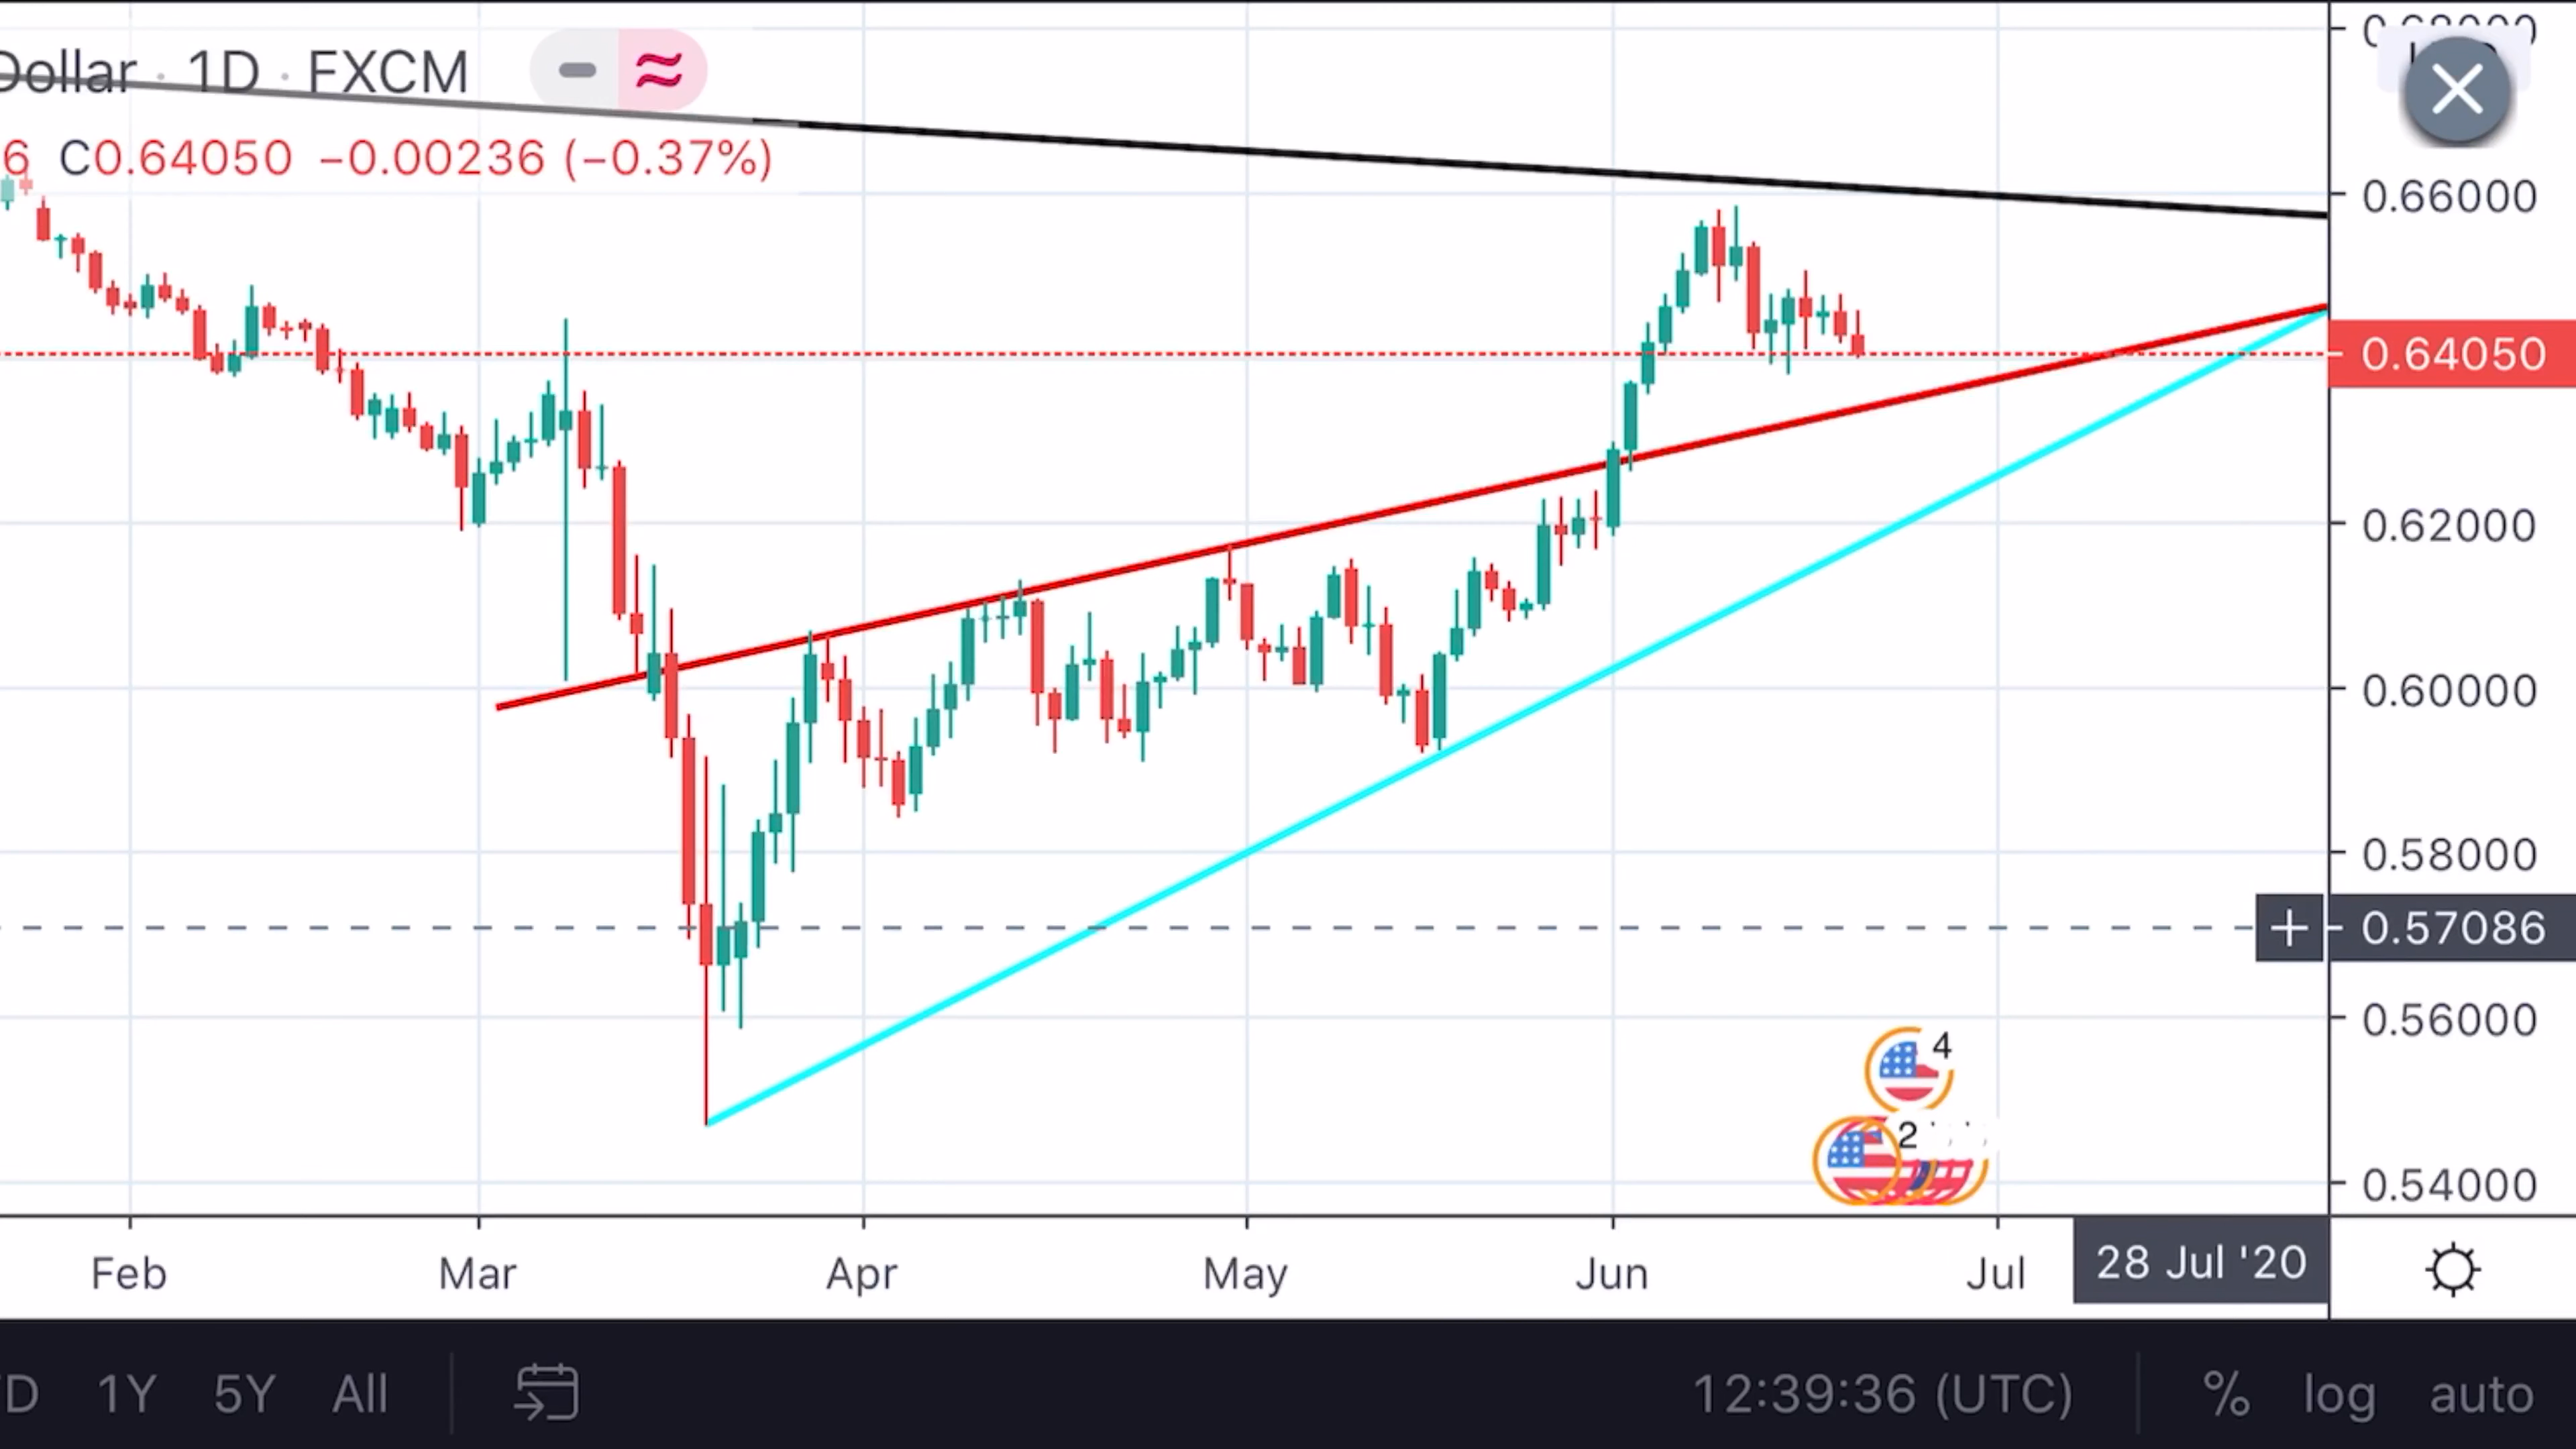 Dollar · 1D · FXCM
6 C0.64050 −0.00236 (−0.37%)
0.66000
0.64050
0.62000
0.60000
0.58000
0.57086
0.56000
0.54000
4
2
Feb Mar Apr May Jun Jul 28 Jul '20
1Y 5Y All 12:39:36 (UTC) % log auto